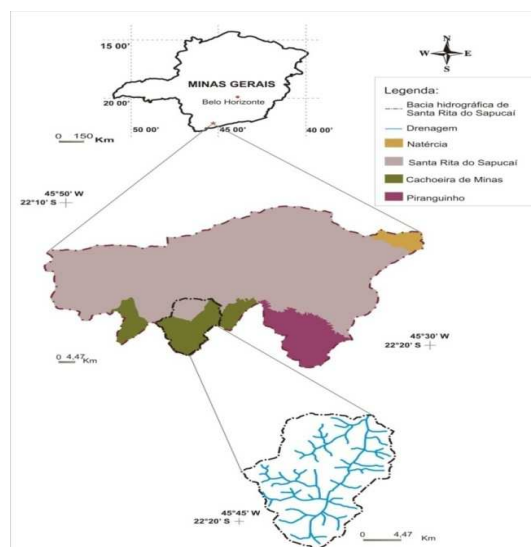 15 00'
MINAS GERAIS
Belo Horizonte
20 00'
0 150 Km
50 00'
45 00'
40 00'
N
W E
S
Legenda:
Bacia hidrográfica de
Santa Rita do Sapucaí
Drenagem
Natércia
Santa Rita do Sapucaí
Cachoeira de Minas
Piranguinho
45°50' W
22°10' S
45°30' W
22°20' S
0 4,47
Km
45°45' W
22°20' S
0 4,47
Km